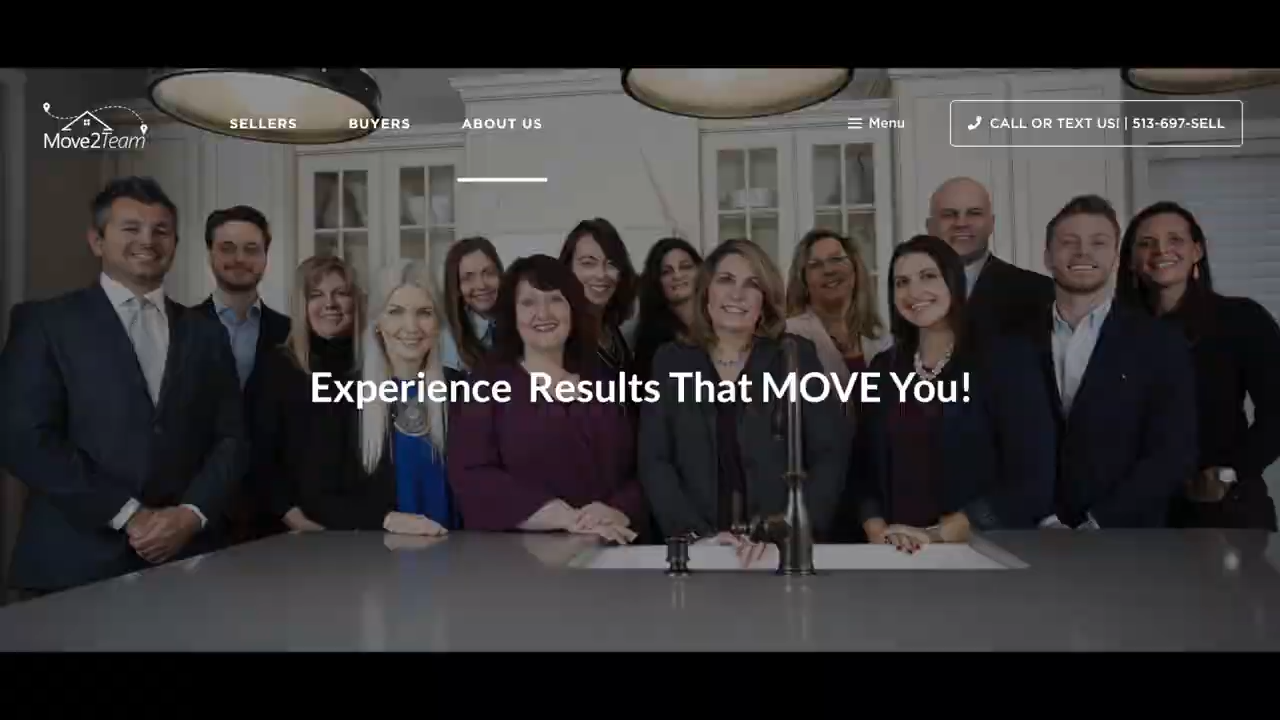 Move2Team
SELLERS
BUYERS
ABOUT US
Menu
CALL OR TEXT US! | 513-697-SELL
Experience Results That MOVE You!